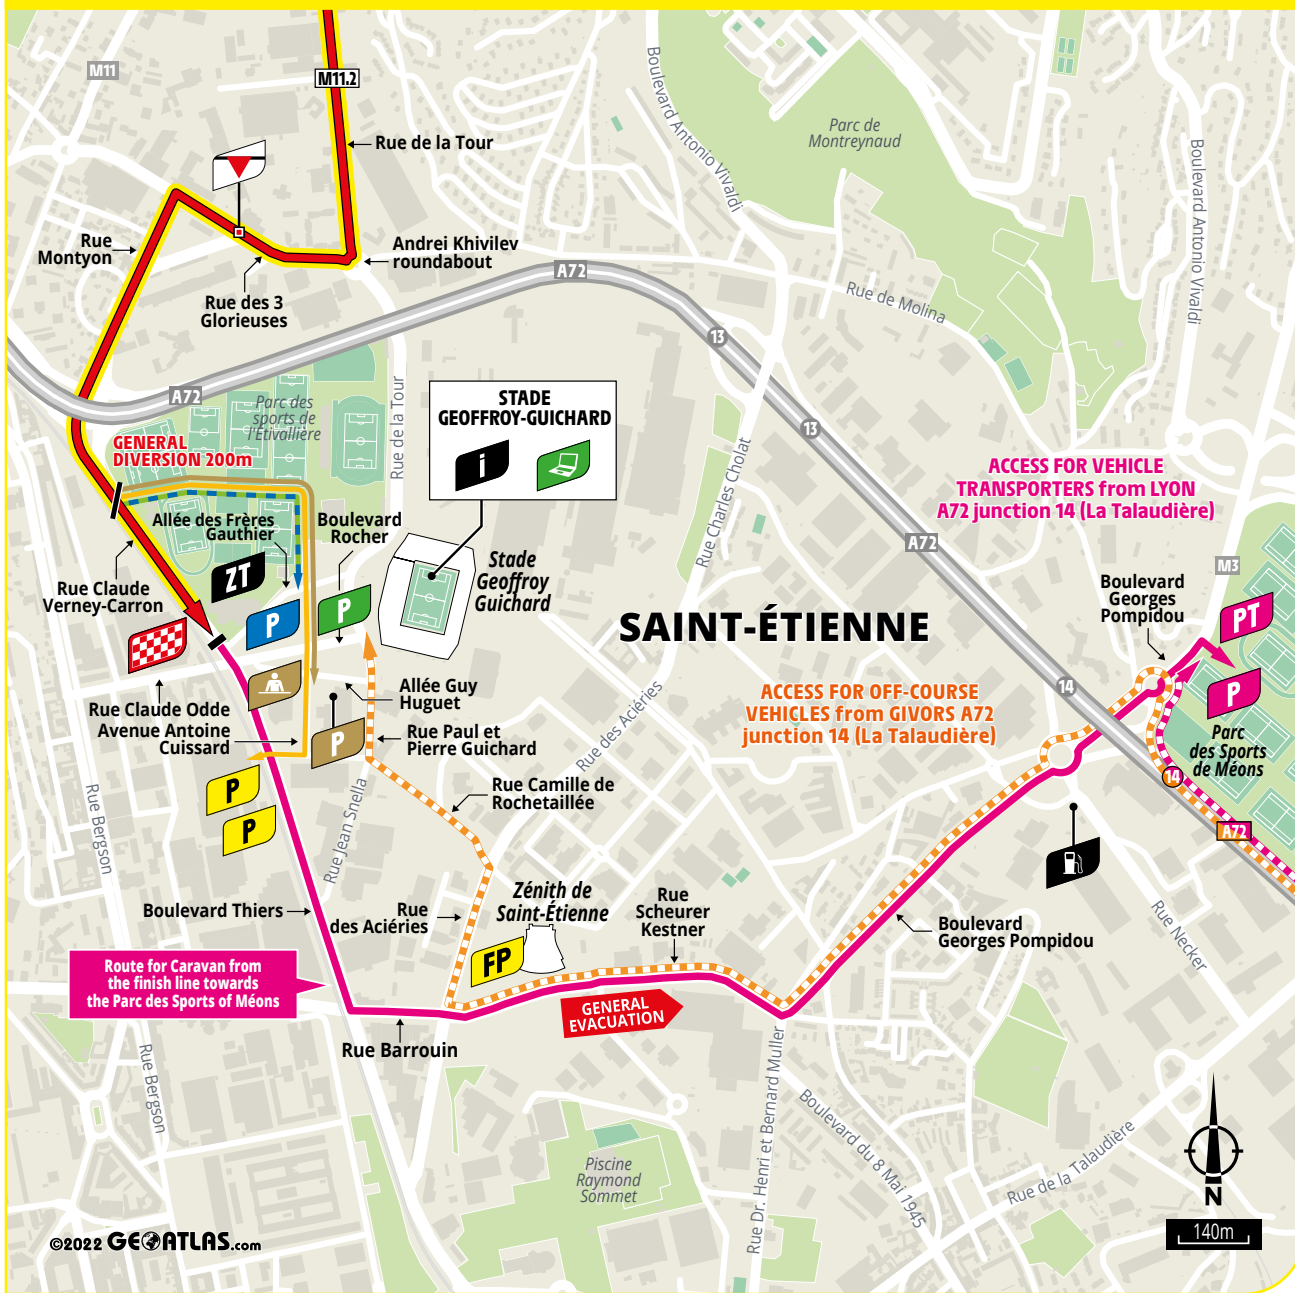 M11
M11.2
Rue de la Tour
Boulevard Antonio Vivaldi
Parc de
Montreynaud
Boulevard Antonio Vivaldi
Rue
Montyon
Andrei Khivilev
roundabout
Rue des 3
Glorieuses
A72
Rue de Molina
13
A72
Parc des
sports de
l'Étivallière
Rue de la Tour
STADE
GEOFFROY-GUICHARD
i
13
GENERAL
DIVERSION 200m
Rue Charles Cholat
ACCESS FOR VEHICLE
TRANSPORTERS from LYON
A72 junction 14 (La Talaudière)
Allée des Frères
Gauthier
Boulevard
Rocher
A72
M3
Stade
Geoffroy
Guichard
ZT
Rue Claude
Verney-Carron
P
P
Boulevard
Georges
Pompidou
PT
SAINT-ÉTIENNE
14
P
Rue Claude Odde
Avenue Antoine
Cuissard
Allée Guy
Huguet
P
Rue Paul et
Pierre Guichard
Rue des Aciéries
ACCESS FOR OFF-COURSE
VEHICLES from GIVORS A72
junction 14 (La Talaudière)
Parc
des Sports
de Méons
14
P
P
Rue Bergson
Rue Jean Snella
Rue Camille de
Rochetaillée
A72
Boulevard Thiers
Rue
des Aciéries
Zénith de
Saint-Étienne
Rue
Scheurer
Kestner
FP
Boulevard
Georges Pompidou
Rue Necker
Route for Caravan from
the finish line towards
the Parc des Sports of Méons
GENERAL
EVACUATION
Rue Barrouin
Rue Bergson
Rue Dr. Henri et Bernard Muller
Boulevard du 8 Mai 1945
Rue de la Talaudière
Piscine
Raymond
Sommet
N
140m
©2022 GEOATLAS.com